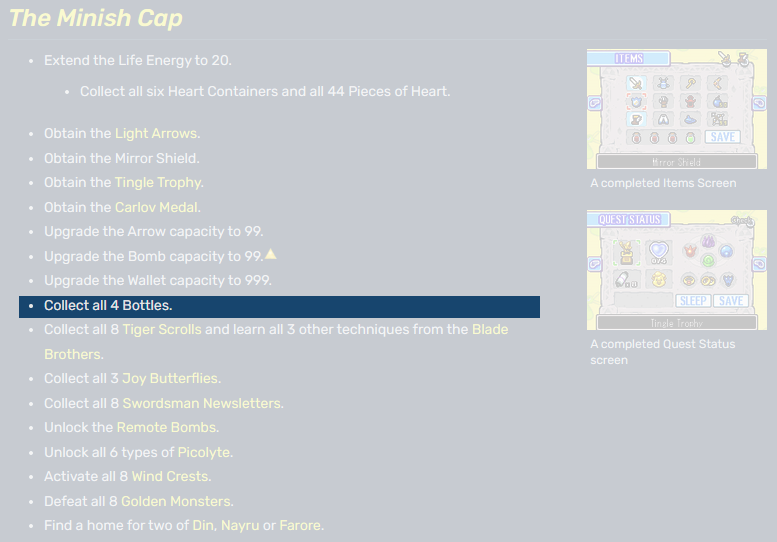 The Minish Cap
Extend the Life Energy to 20.
Collect all six Heart Containers and all 44 Pieces of Heart.
Obtain the Light Arrows.
Obtain the Mirror Shield.
Obtain the Tingle Trophy.
Obtain the Carlov Medal.
Upgrade the Arrow capacity to 99.
Upgrade the Bomb capacity to 99.
Upgrade the Wallet capacity to 999.
Collect all 4 Bottles.
Collect all 8 Tiger Scrolls and learn all 3 other techniques from the Blade
Brothers.
Collect all 3 Joy Butterflies.
Collect all 8 Swordsman Newsletters.
Unlock the Remote Bombs.
Unlock all 6 types of Picolyte.
Activate all 8 Wind Crests.
Defeat all 8 Golden Monsters.
Find a home for two of Din, Nayru or Farore.
ITEMS
SAVE
Mirror Shield
A completed Items Screen
QUEST STATUS
SLEEP SAVE
Tingle Trophy
A completed Quest Status
screen